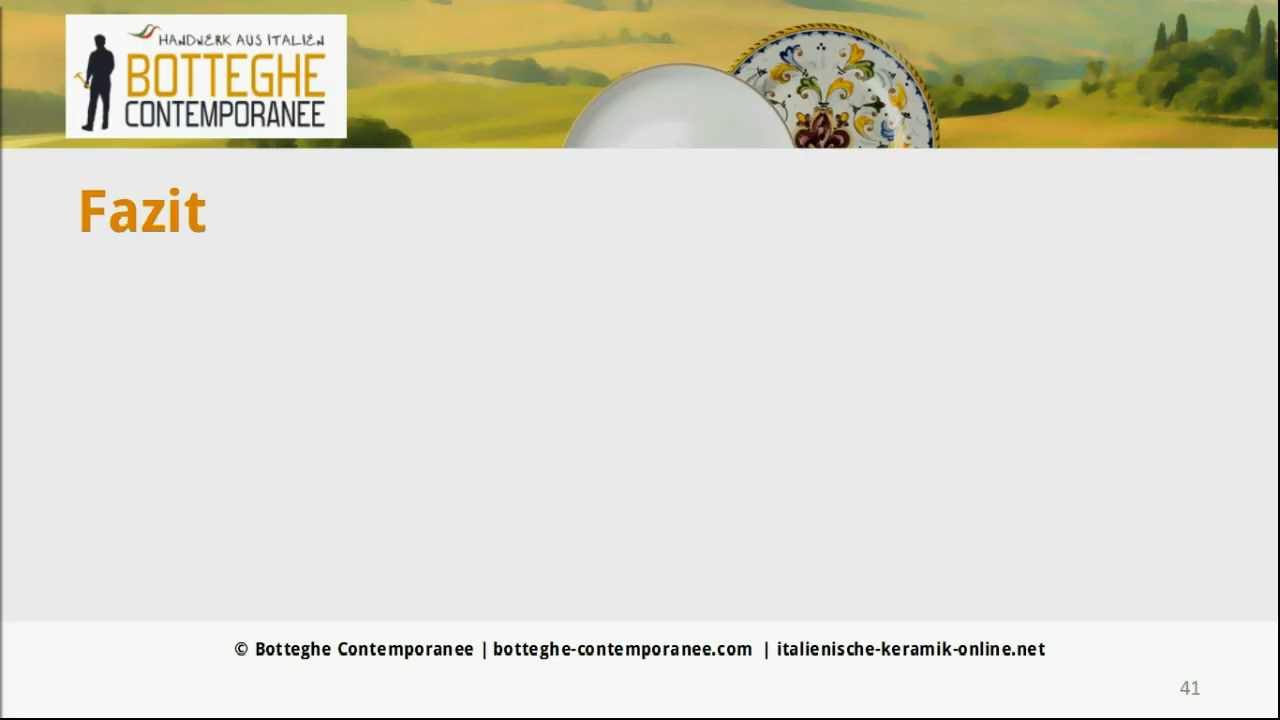 HANDWERK AUS ITALIEN
BOTTEGHE
CONTEMPORANEE
Fazit
© Botteghe Contemporanee | botteghe-contemporanee.com | italienische-keramik-online.net
41